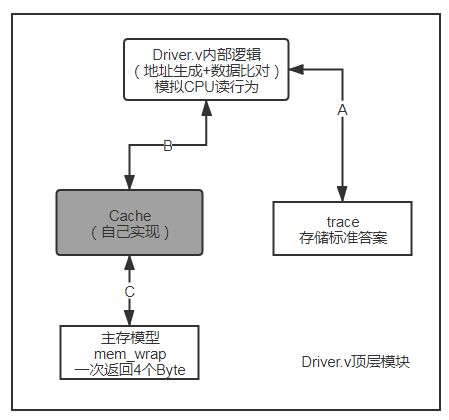 Driver.v内部逻辑
（地址生成+数据比对）
模拟CPU读行为
A
B
Cache
（自己实现）
trace
存储标准答案
C
主存模型
mem_wrap
一次返回4个Byte
Driver.v顶层模块